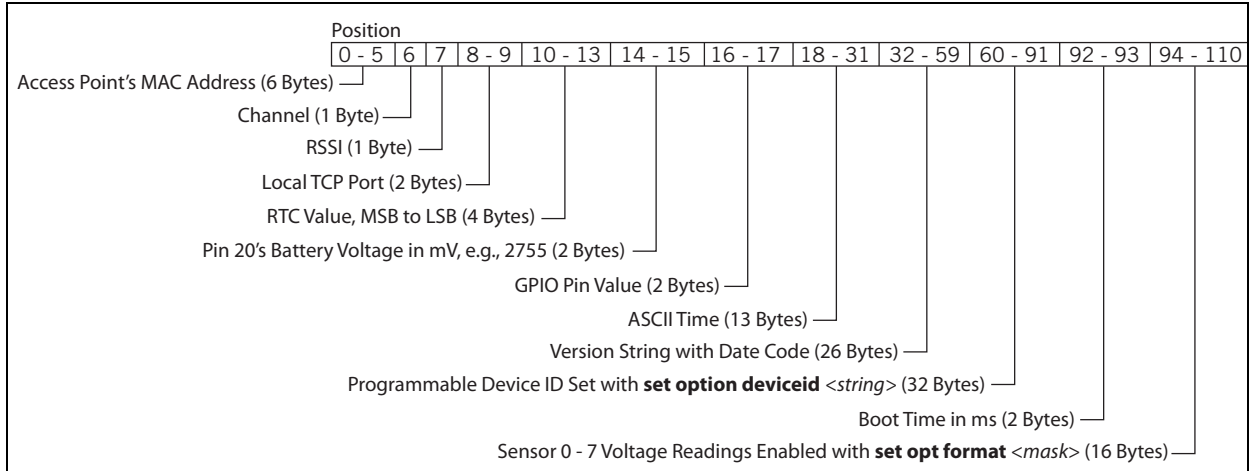 Position
0 - 5 6 7 8 - 9 10 - 13 14 - 15 16 - 17 18 - 31 32 - 59 60 - 91 92 - 93 94 - 110
Access Point’s MAC Address (6 Bytes)
Channel (1 Byte)
RSSI (1 Byte)
Local TCP Port (2 Bytes)
RTC Value, MSB to LSB (4 Bytes)
Pin 20’s Battery Voltage in mV, e.g., 2755 (2 Bytes)
GPIO Pin Value (2 Bytes)
ASCII Time (13 Bytes)
Version String with Date Code (26 Bytes)
Programmable Device ID Set with set option deviceid <string> (32 Bytes)
Boot Time in ms (2 Bytes)
Sensor 0 - 7 Voltage Readings Enabled with set opt format <mask> (16 Bytes)